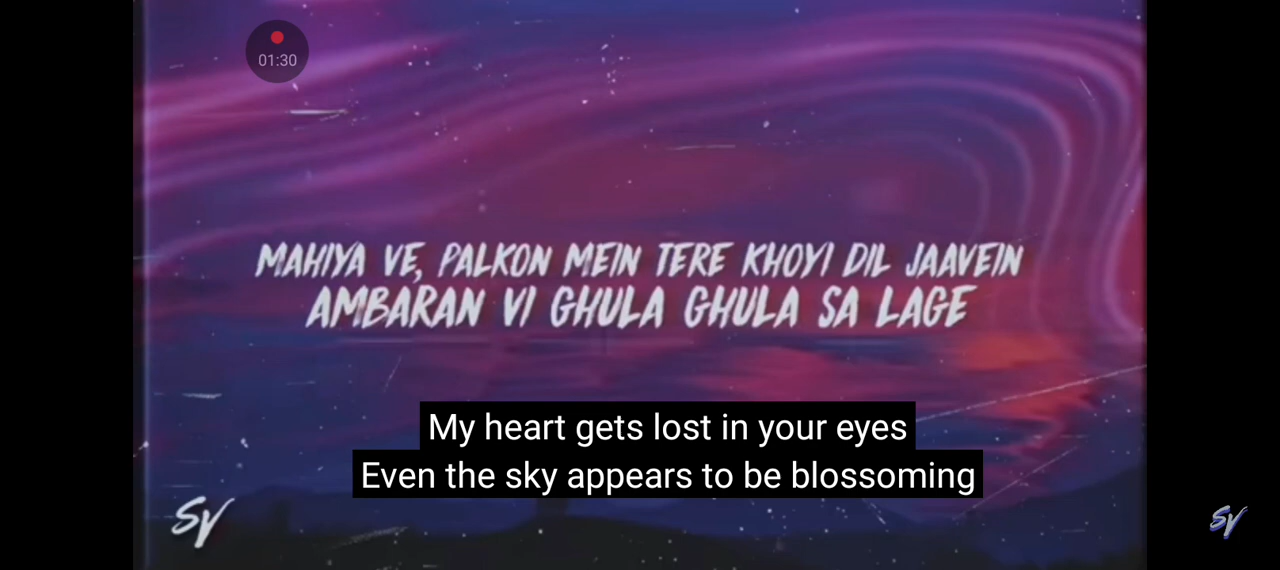 01:30
MAHIYA VE, PALKON MEIN TERE KHOYI DIL JAAVEIN
AMBARAN VI GHULA GHULA SA LAGE
My heart gets lost in your eyes
Even the sky appears to be blossoming
SV
SV